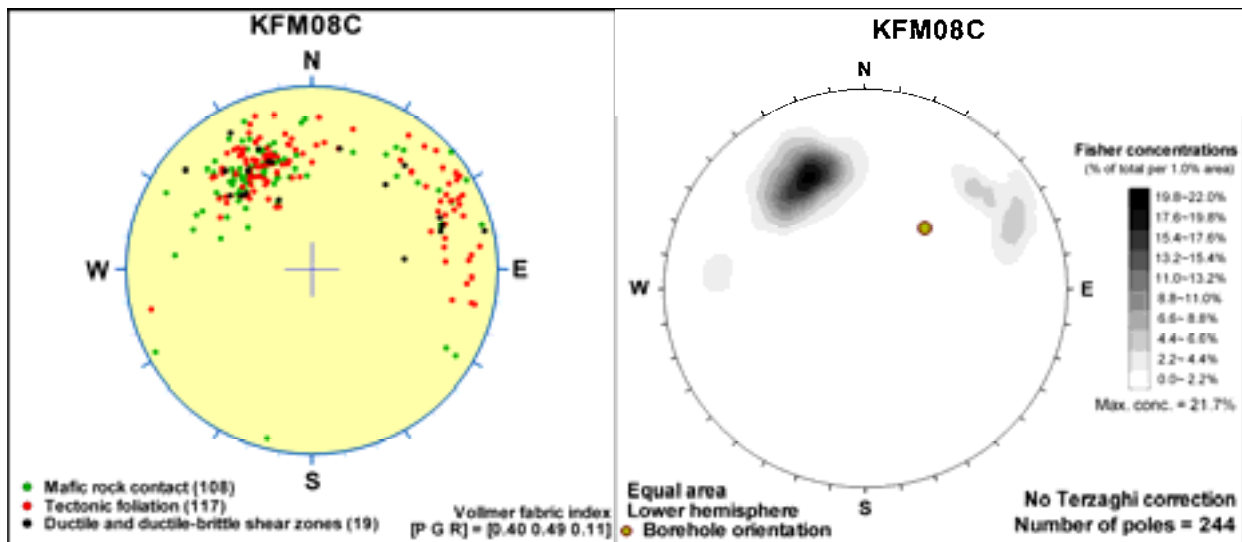 KFM08C
N
W
E
S
Mafic rock contact (108)
Tectonic foliation (117)
Ductile and ductile-brittle shear zones (19)
Vollmer fabric index
[P G R] = [0.40 0.49 0.11]
KFM08C
N
W
E
S
Fisher concentrations
(% of total per 1.0% area)
19.8~22.0%
17.6~19.8%
15.4~17.6%
13.2~15.4%
11.0~13.2%
8.8~11.0%
6.6~8.8%
4.4~6.6%
2.2~4.4%
0.0~2.2%
Max. conc. = 21.7%
Equal area
Lower hemisphere
Borehole orientation
No Terzaghi correction
Number of poles = 244